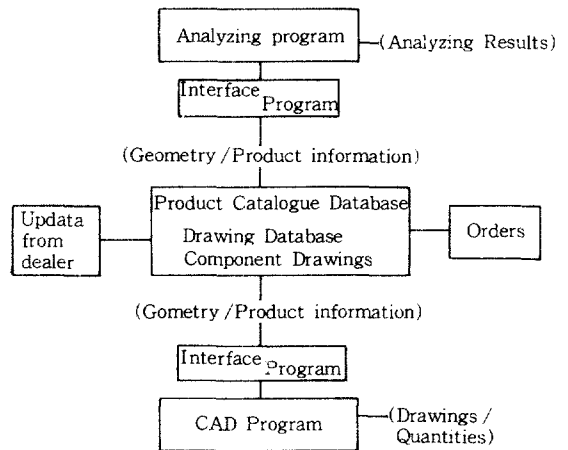 Analyzing program
(Analyzing Results)
Interface
Program
(Geometry/Product information)
Product Catalogue Database
Drawing Database
Component Drawings
Updata
from
dealer
Orders
(Gometry/Product information)
Interface
Program
CAD Program
(Drawings/
Quantities)